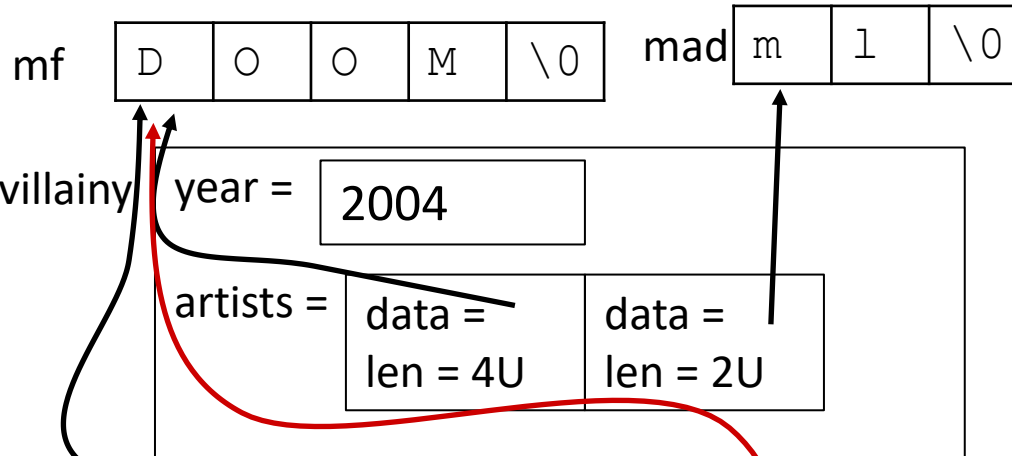 mf D O O M \0
mad m l \0
villainy year = 2004
artists = data = data =
len = 4U len = 2U